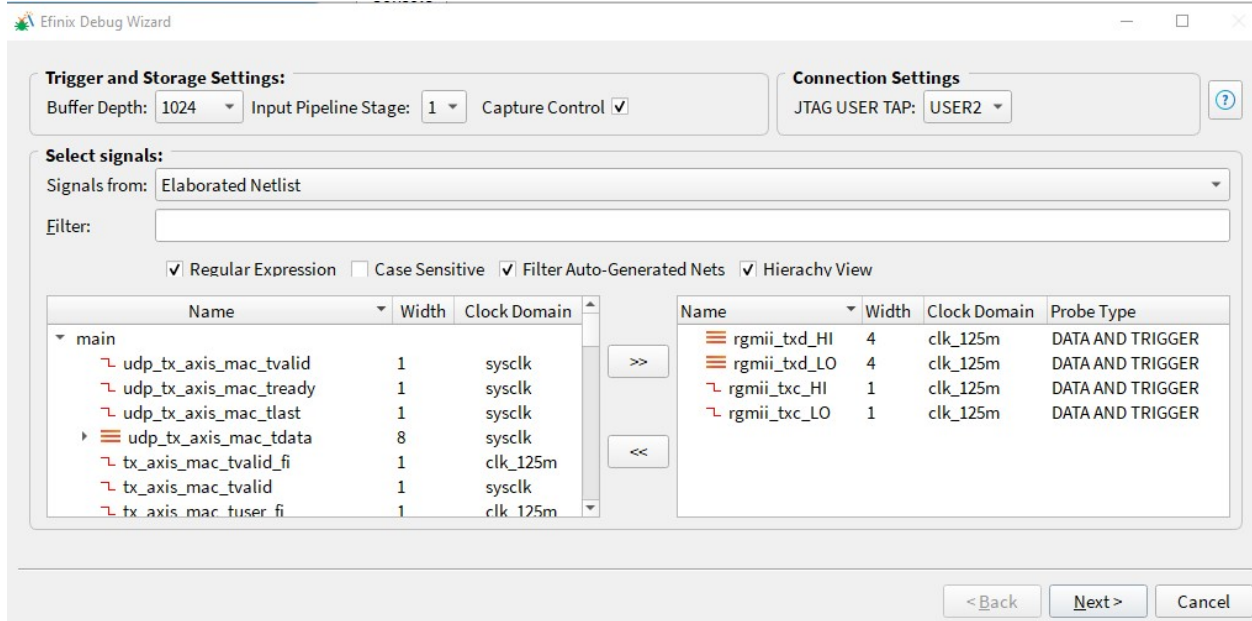 Efinix Debug Wizard
Trigger and Storage Settings:
Buffer Depth: 1024 Input Pipeline Stage: 1 Capture Control
Connection Settings
JTAG USER TAP: USER2
?
Select signals:
Signals from: Elaborated Netlist
Filter:
Regular Expression Case Sensitive Filter Auto-Generated Nets Hierachy View
Name Width Clock Domain
main
udp_tx_axis_mac_tvalid 1 sysclk
udp_tx_axis_mac_tready 1 sysclk
udp_tx_axis_mac_tlast 1 sysclk
udp_tx_axis_mac_tdata 8 sysclk
tx_axis_mac_tvalid_fi 1 clk_125m
tx_axis_mac_tvalid 1 sysclk
tx_axis_mac_tuser_fi 1 clk_125m
>>
<<
Name Width Clock Domain Probe Type
rgmii_txd_HI 4 clk_125m DATA AND TRIGGER
rgmii_txd_LO 4 clk_125m DATA AND TRIGGER
rgmii_txc_HI 1 clk_125m DATA AND TRIGGER
rgmii_txc_LO 1 clk_125m DATA AND TRIGGER
< Back Next > Cancel